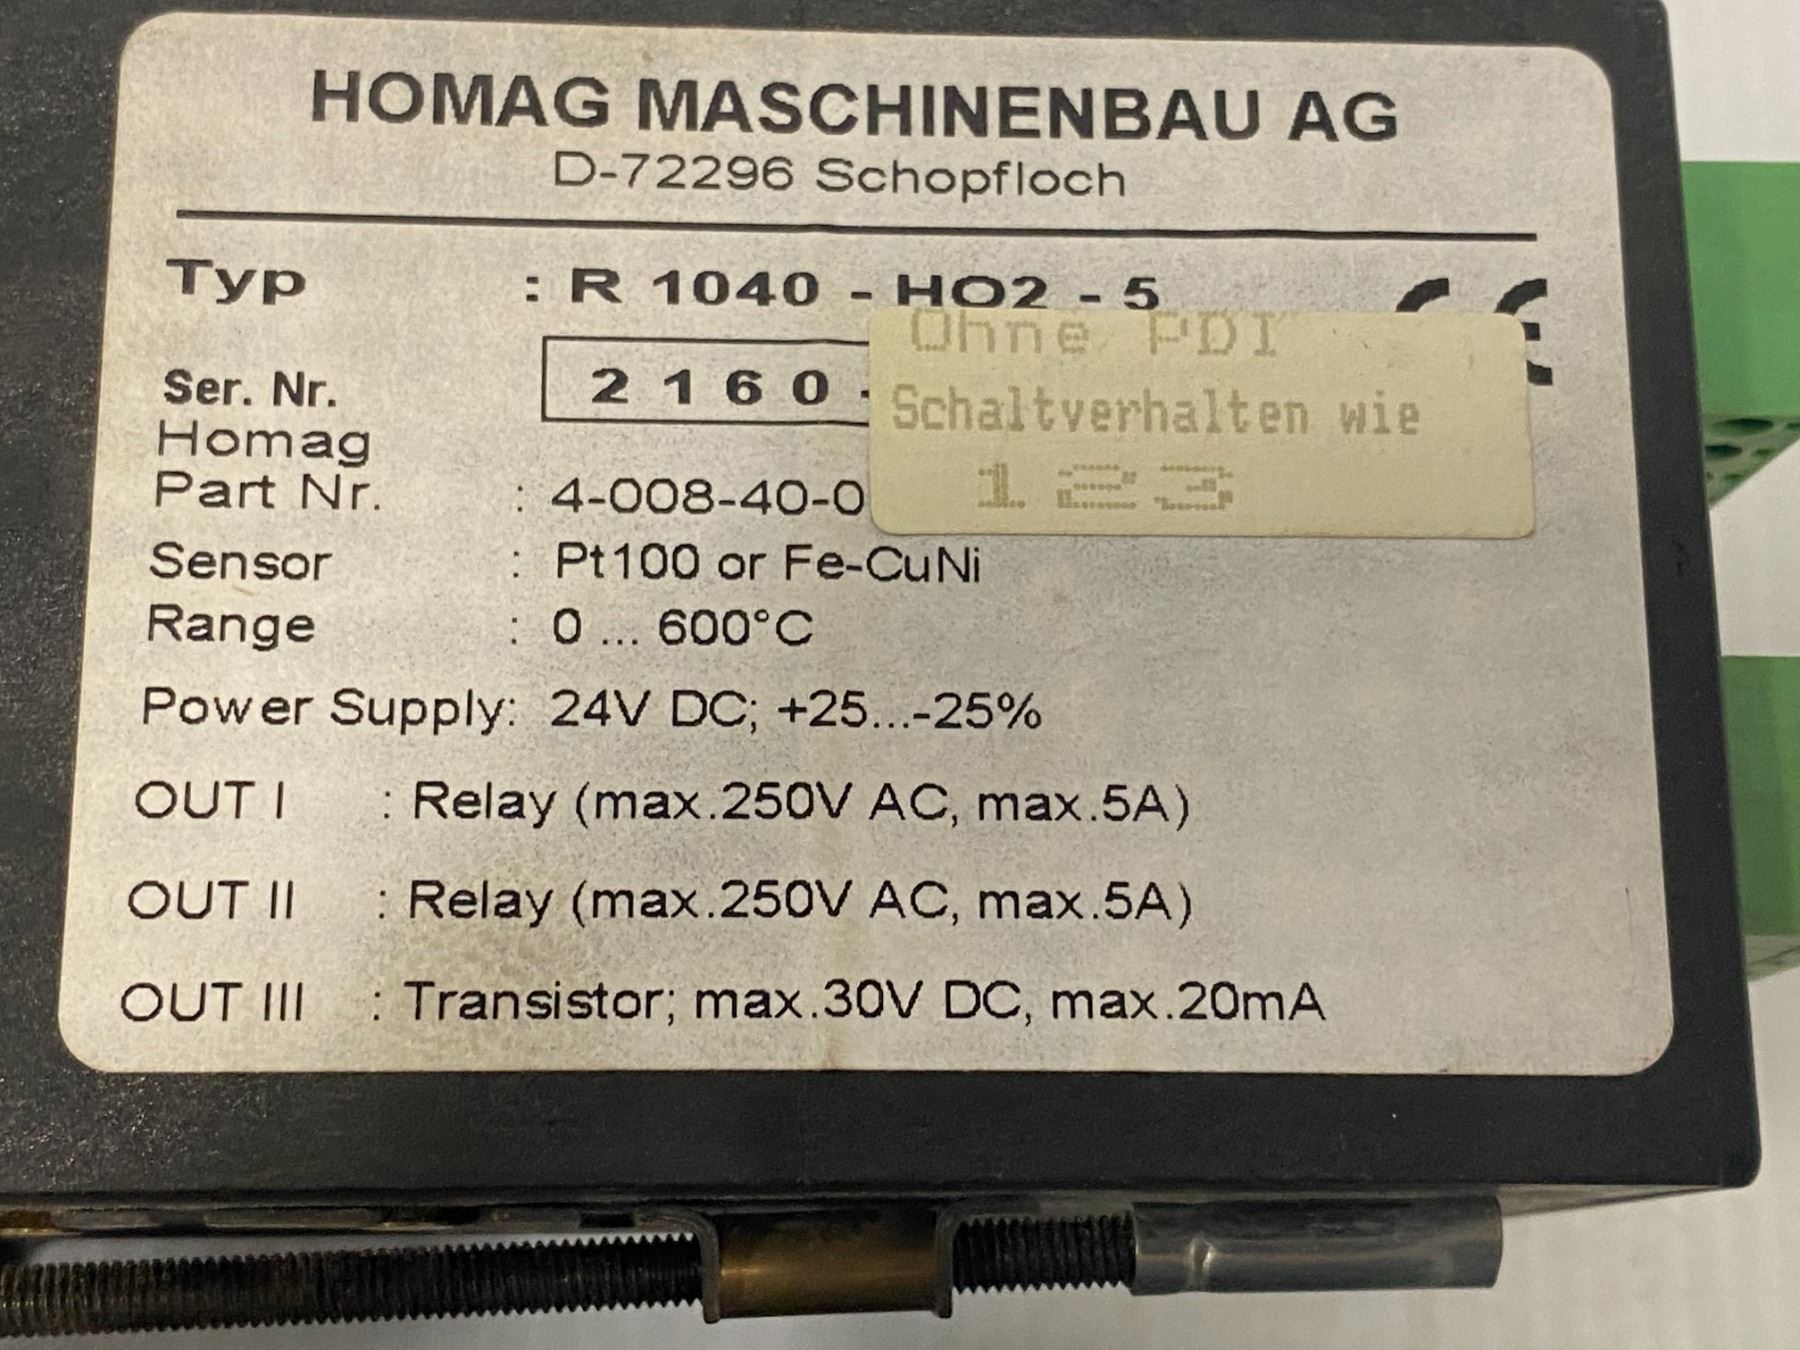 HOMAG MASCHINENBAU AG
D-72296 Schopfloch
Typ : R 1040 - HO2 - 5
CE
Ohne PDI
Ser. Nr. 2 1 6 0 -
Schaltverhalten wie
Homag
Part Nr. : 4-008-40-0
123
Sensor : Pt100 or Fe-CuNi
Range : 0 ... 600°C
Power Supply: 24V DC; +25...-25%
OUT I : Relay (max.250V AC, max.5A)
OUT II : Relay (max.250V AC, max.5A)
OUT III : Transistor; max.30V DC, max.20mA